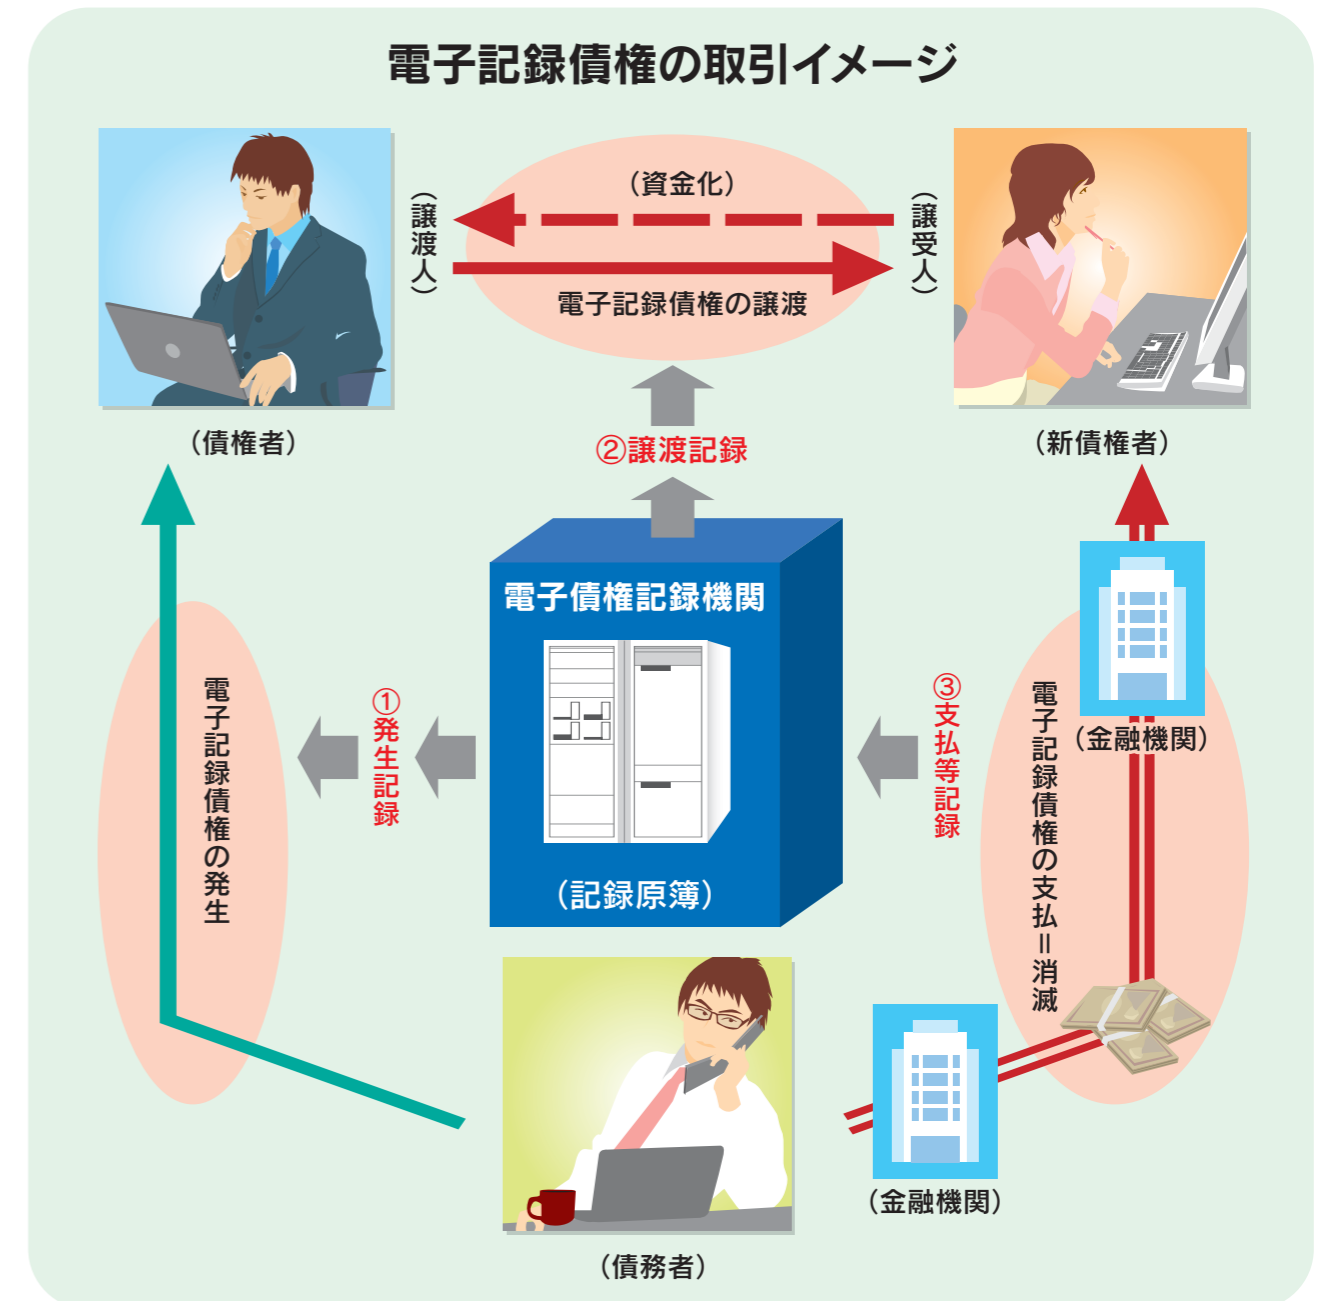 電子記録債権の取引イメージ
（資金化）
（譲渡人）
（譲受人）
電子記録債権の譲渡
（債権者）
②譲渡記録
（新債権者）
電子債権記録機関
電子記録債権の発生
①発生記録
③支払等記録
電子記録債権の支払＝消滅
（金融機関）
（記録原簿）
（金融機関）
（債務者）